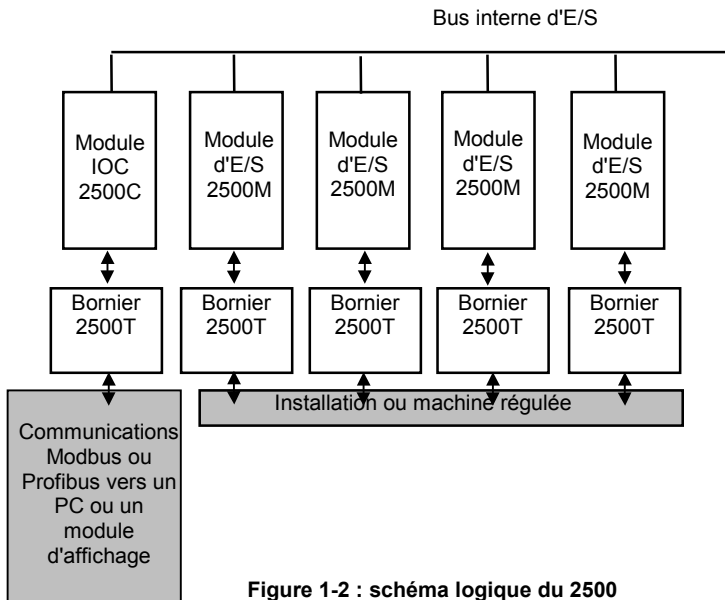 Bus interne d'E/S
Module
IOC
2500C
Module
d'E/S
2500M
Module
d'E/S
2500M
Module
d'E/S
2500M
Module
d'E/S
2500M
Bornier
2500T
Bornier
2500T
Bornier
2500T
Bornier
2500T
Bornier
2500T
Installation ou machine régulée
Communications
Modbus ou
Profibus vers un
PC ou un
module
d'affichage
Figure 1-2 : schéma logique du 2500